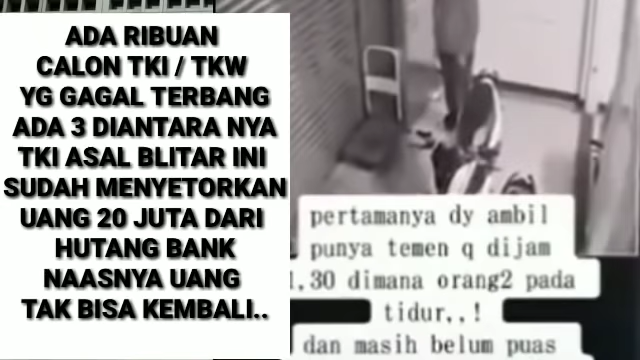 ADA RIBUAN
CALON TKI / TKW
YG GAGAL TERBANG
ADA 3 DIANTARA NYA
TKI ASAL BLITAR INI
SUDAH MENYETORKAN
UANG 20 JUTA DARI
HUTANG BANK
NAASNYA UANG
TAK BISA KEMBALI..
pertamanya dy ambil
punya temen q dijam
1,30 dimana orang2 pada
tidur,,!
dan masih belum puas